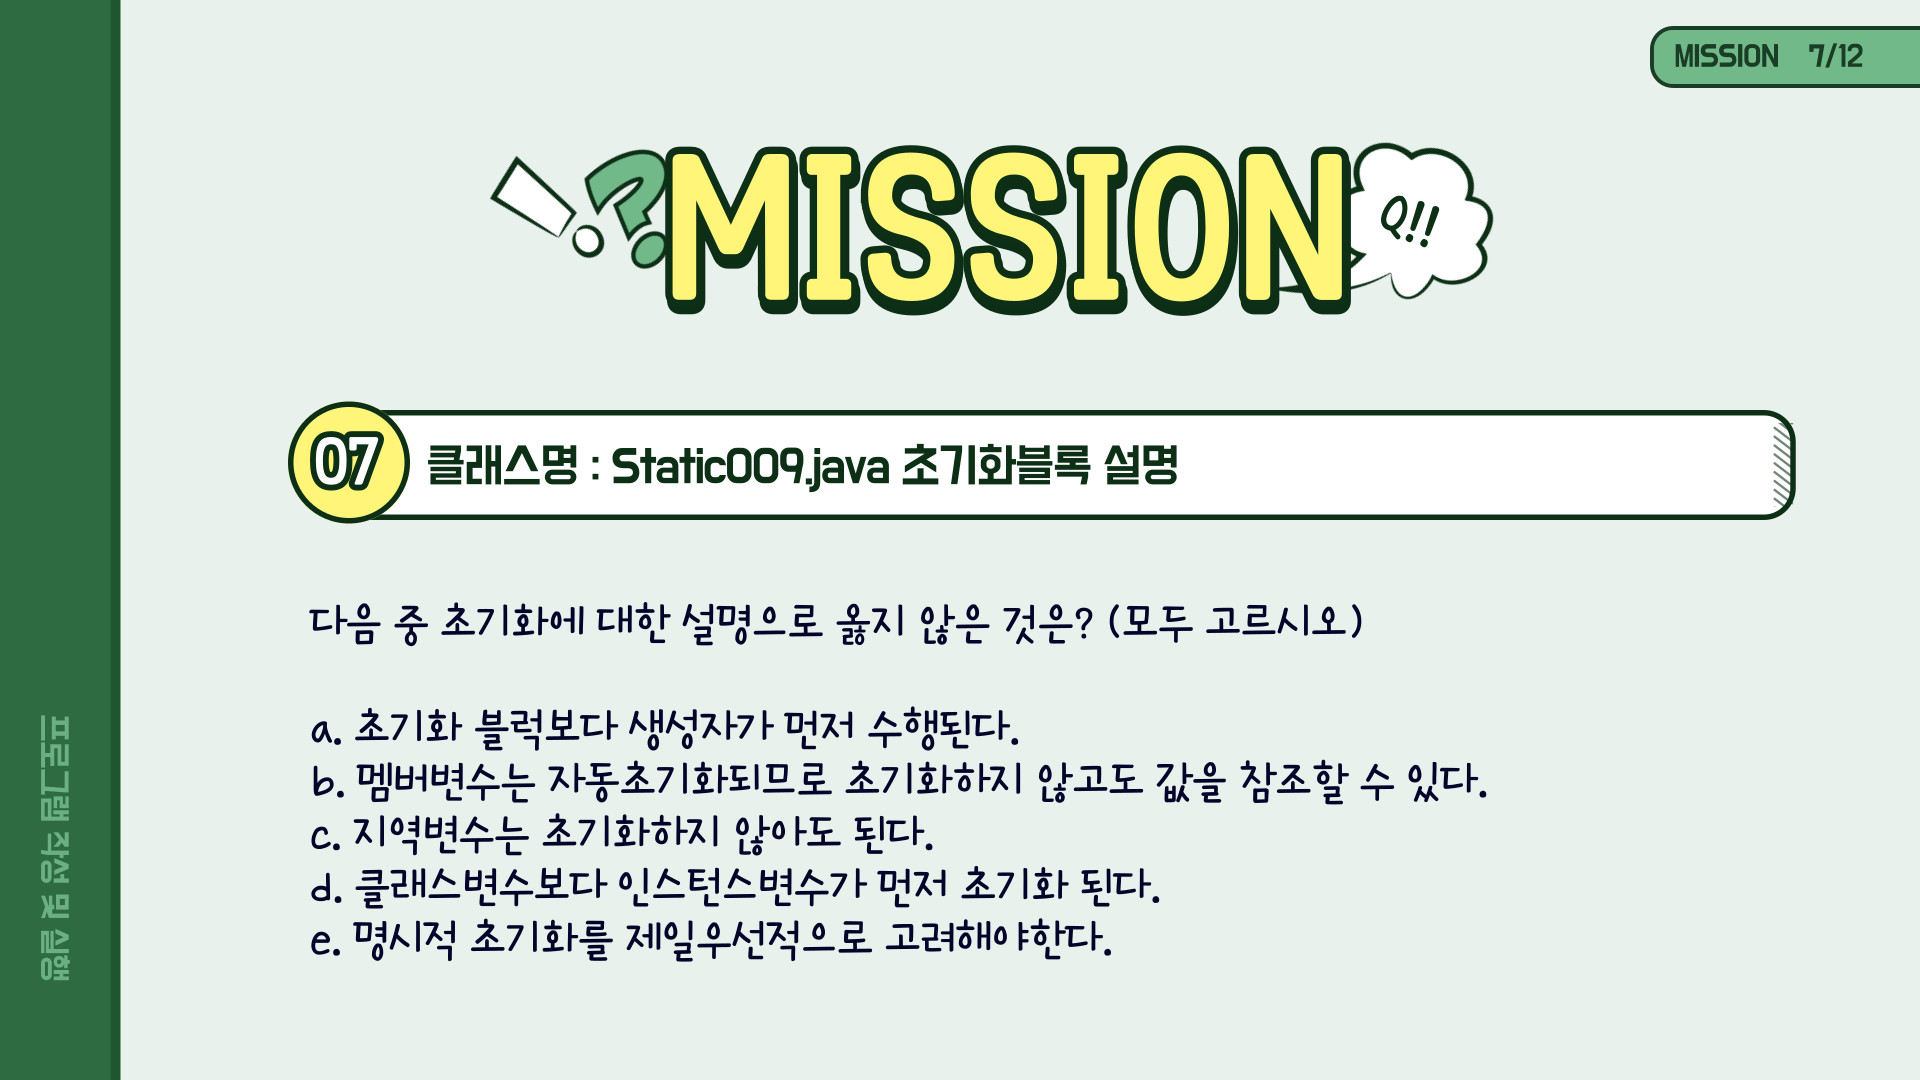 MISSION 7/12
MISSION
Q!!
07 클래스명 : Static009.java 초기화블록 설명
다음 중 초기화에 대한 설명으로 옳지 않은 것은? (모두 고르시오)
a. 초기화 블럭보다 생성자가 먼저 수행된다.
b. 멤버변수는 자동초기화되므로 초기화하지 않고도 값을 참조할 수 있다.
c. 지역변수는 초기화하지 않아도 된다.
d. 클래스변수보다 인스턴스변수가 먼저 초기화 된다.
e. 명시적 초기화를 제일우선적으로 고려해야한다.
프로그램 작성 및 실행